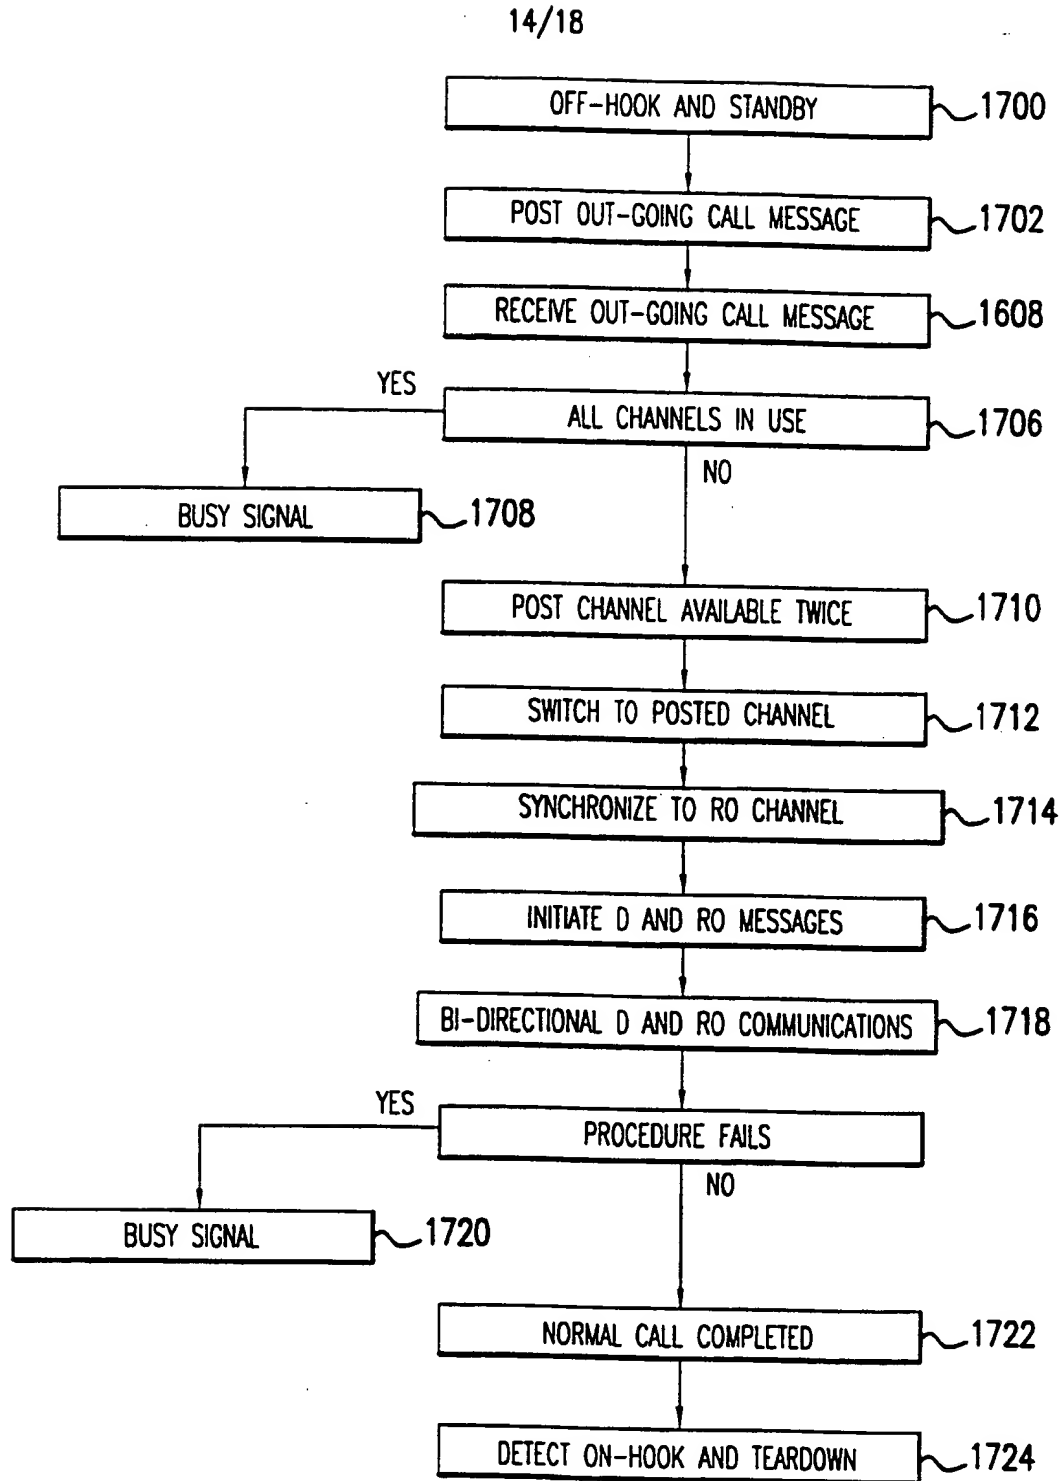 14/18
OFF-HOOK AND STANDBY
1700
POST OUT-GOING CALL MESSAGE
1702
RECEIVE OUT-GOING CALL MESSAGE
1608
YES
ALL CHANNELS IN USE
1706
NO
BUSY SIGNAL
1708
POST CHANNEL AVAILABLE TWICE
1710
SWITCH TO POSTED CHANNEL
1712
SYNCHRONIZE TO RO CHANNEL
1714
INITIATE D AND RO MESSAGES
1716
BI-DIRECTIONAL D AND RO COMMUNICATIONS
1718
YES
PROCEDURE FAILS
NO
BUSY SIGNAL
1720
NORMAL CALL COMPLETED
1722
DETECT ON-HOOK AND TEARDOWN
1724